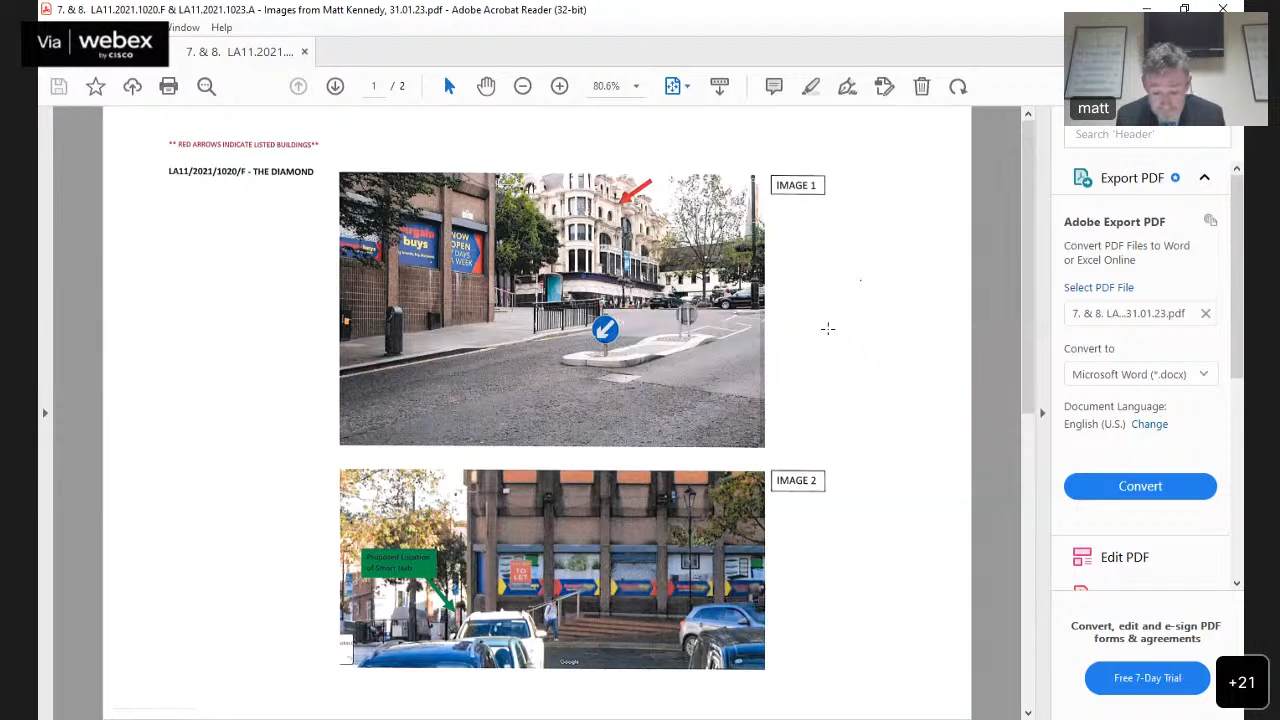 7. & 8. LA11.2021.1020.F & LA11.2021.1023.A - Images from Matt Kennedy, 31.01.23.pdf - Adobe Acrobat Reader (32-bit)
Window Help
Via webex
by CISCO
7. & 8. LA11.2021....
1 / 2
80.6%
matt
Search 'Header'
** RED ARROWS INDICATE LISTED BUILDINGS**
LA11/2021/1020/F - THE DIAMOND
IMAGE 1
bargain
buys
NOW
OPEN
7 DAYS
A WEEK
IMAGE 2
Proposed Location
of Smart Hub
TO
LET
Google
Export PDF
Adobe Export PDF
Convert PDF Files to Word
or Excel Online
Select PDF File
7. & 8. LA...31.01.23.pdf
Convert to
Microsoft Word (*.docx)
Document Language:
English (U.S.) Change
Convert
Edit PDF
Convert, edit and e-sign PDF
forms & agreements
Free 7-Day Trial
+21